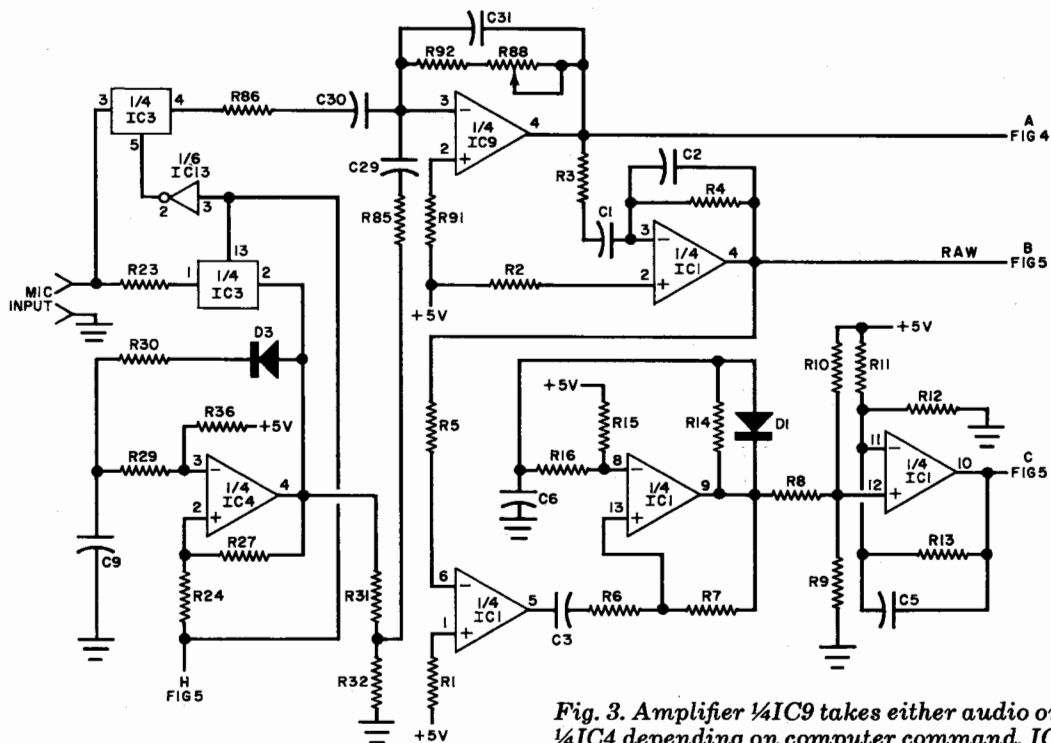 C31
R92 R88
3 1/4 IC3 4
R86
C30
3 −
1/4 IC9
4
2 +
A
FIG 4
5
1/6 IC13
2 3
C29
R85
R91
+5V
R3
C2
R4
C1
3 −
1/4 IC1
4
2 +
R2
RAW
B
FIG5
13
MIC INPUT
R23
1 1/4 IC3 2
D3
R30
R36
+5V
R29
3 −
1/4 IC4
4
2 +
R27
C9
R24
H
FIG5
R31
R32
R5
+5V
R15
R14
D1
R16
8 −
1/4 IC1
9
13 +
C6
R8
+5V
R10 R11
R12
11 −
1/4 IC1
10
12 +
C
FIG5
R9
R13
C5
6 −
1/4 IC1
5
1 +
C3
R6
R7
R1
+5V
Fig. 3. Amplifier ¼IC9 takes either audio or
¼IC4 depending on computer command. IC